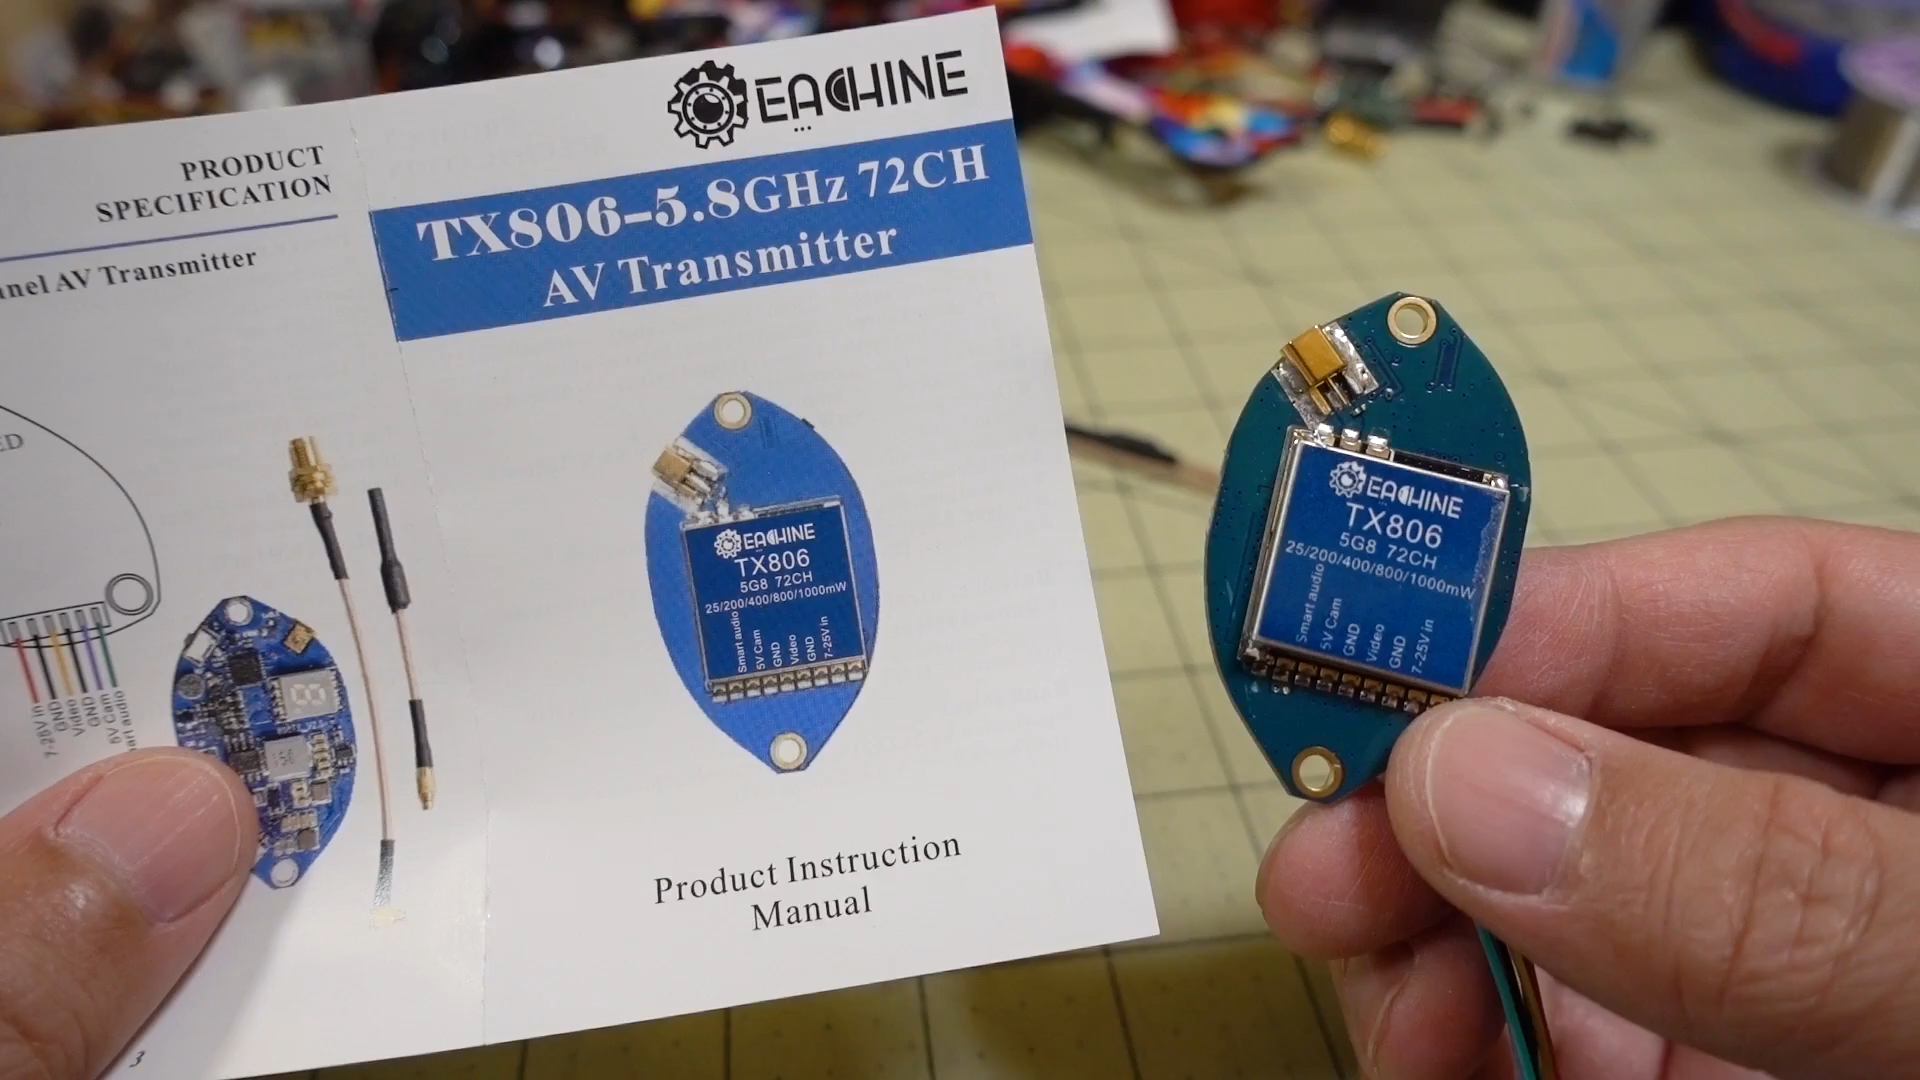 PRODUCT
SPECIFICATION
AV Transmitter
7-25V in
GND
Video
GND
5V Cam
audio
3
EACHINE
TX806-5.8GHz 72CH
AV Transmitter
EACHINE
TX806
5G8 72CH
25/200/400/800/1000mW
Smart audio
5V Cam
GND
Video
GND
7-25V in
Product Instruction
Manual
EACHINE
TX806
5G8 72CH
25/200/400/800/1000mW
Smart audio
5V Cam
GND
Video
GND
7-25V in